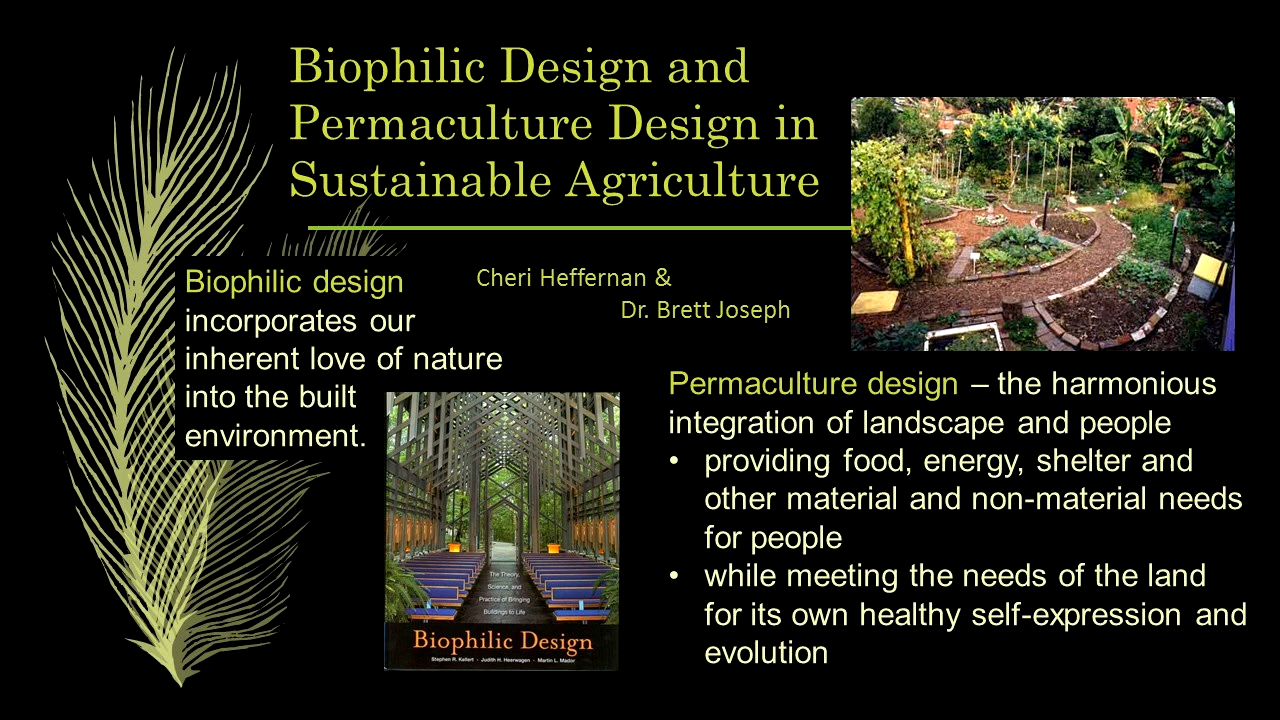 Biophilic Design and
Permaculture Design in
Sustainable Agriculture
Cheri Heffernan &
Dr. Brett Joseph
Biophilic design
incorporates our
inherent love of nature
into the built
environment.
The Theory,
Science, and
Practice of Bringing
Buildings to Life
Biophilic Design
Stephen R. Kellert · Judith H. Heerwagen · Martin L. Mador
Permaculture design – the harmonious
integration of landscape and people
• providing food, energy, shelter and
other material and non-material needs
for people
• while meeting the needs of the land
for its own healthy self-expression and
evolution